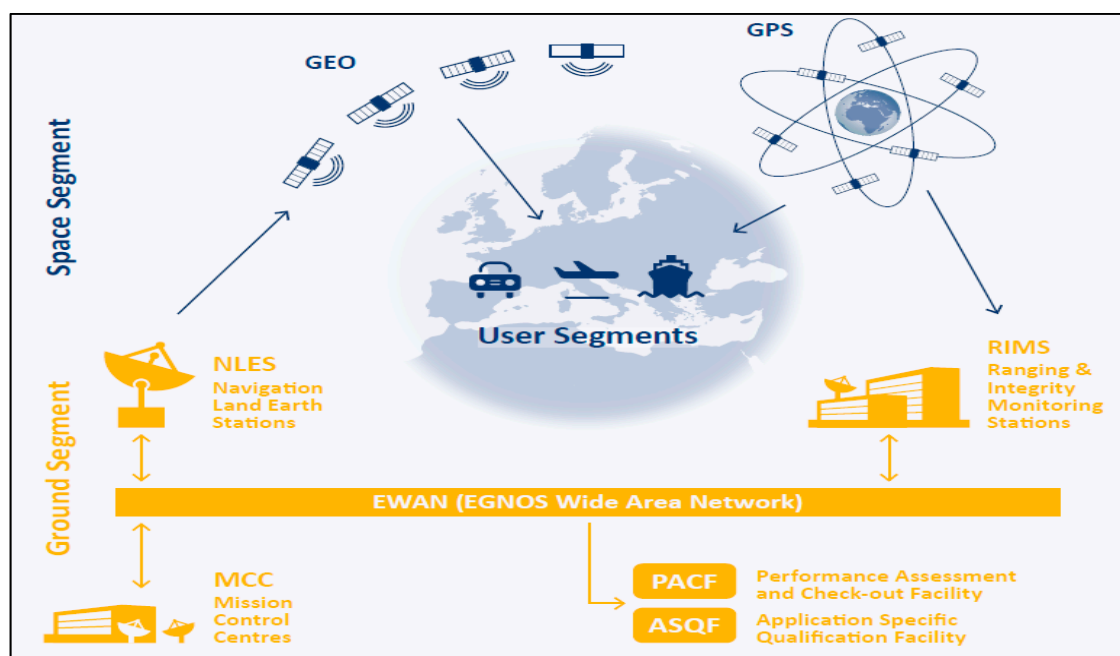 GEO
GPS
Space Segment
User Segments
NLES
Navigation
Land Earth
Stations
RIMS
Ranging &
Integrity
Monitoring
Stations
Ground Segment
EWAN (EGNOS Wide Area Network)
MCC
Mission
Control
Centres
PACF
Performance Assessment
and Check-out Facility
ASQF
Application Specific
Qualification Facility